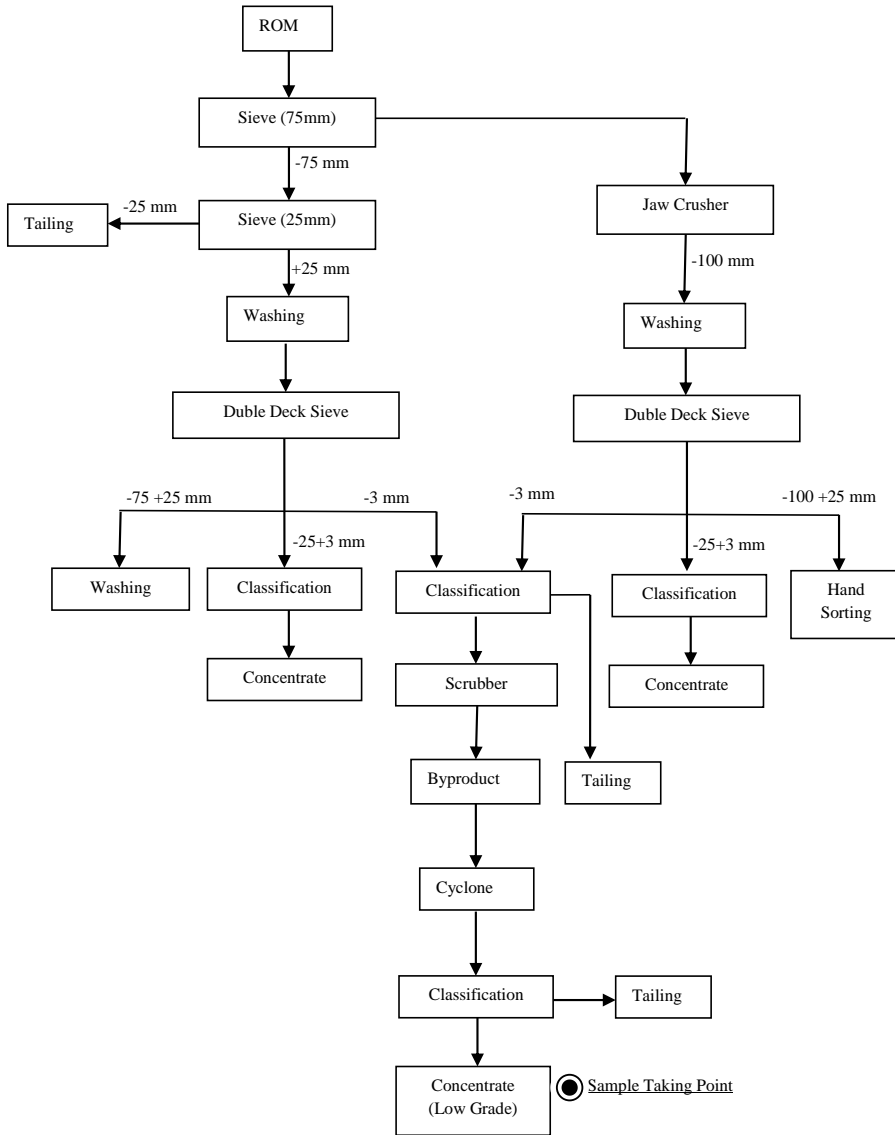 ROM
Sieve (75mm)
-75 mm
Jaw Crusher
-25 mm
Tailing
Sieve (25mm)
+25 mm
-100 mm
Washing
Washing
Duble Deck Sieve
Duble Deck Sieve
-75 +25 mm
-3 mm
-3 mm
-100 +25 mm
-25+3 mm
-25+3 mm
Washing
Classification
Classification
Classification
Hand
Sorting
Concentrate
Scrubber
Concentrate
Byproduct
Tailing
Cyclone
Classification
Tailing
Concentrate
(Low Grade)
Sample Taking Point